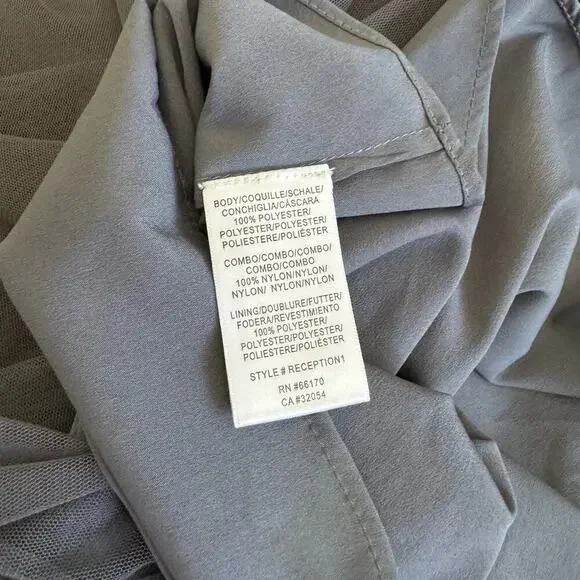 BODY/COQUILLE/SCHALE/
CONCHIGLIA/CÁSCARA
100% POLYESTER/
POLYESTER/POLYESTER/
POLIESTERE/POLIÉSTER
COMBO/COMBO/COMBO/
COMBO/COMBO
100% NYLON/NYLON/
NYLON/ NYLON/NYLON
LINING/DOUBLURE/FUTTER/
FODERA/REVESTIMIENTO
100% POLYESTER/
POLYESTER/POLYESTER/
POLIESTERE/POLIÉSTER
STYLE # RECEPTION1
RN #66170
CA #32054